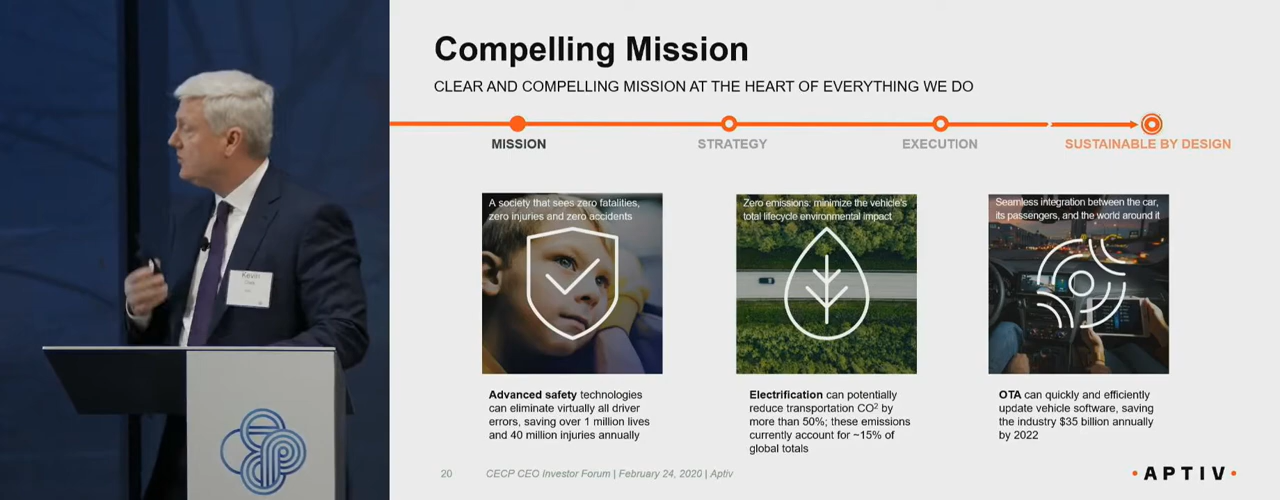 Compelling Mission
CLEAR AND COMPELLING MISSION AT THE HEART OF EVERYTHING WE DO
MISSION
STRATEGY
EXECUTION
SUSTAINABLE BY DESIGN
A society that sees zero fatalities,
zero injuries and zero accidents
Zero emissions: minimize the vehicle's
total lifecycle environmental impact
Seamless integration between the car,
its passengers, and the world around it
Advanced safety technologies
can eliminate virtually all driver
errors, saving over 1 million lives
and 40 million injuries annually
Electrification can potentially
reduce transportation CO² by
more than 50%; these emissions
currently account for ~15% of
global totals
OTA can quickly and efficiently
update vehicle software, saving
the industry $35 billion annually
by 2022
20
CECP CEO Investor Forum | February 24, 2020 | Aptiv
• APTIV •
Kevin